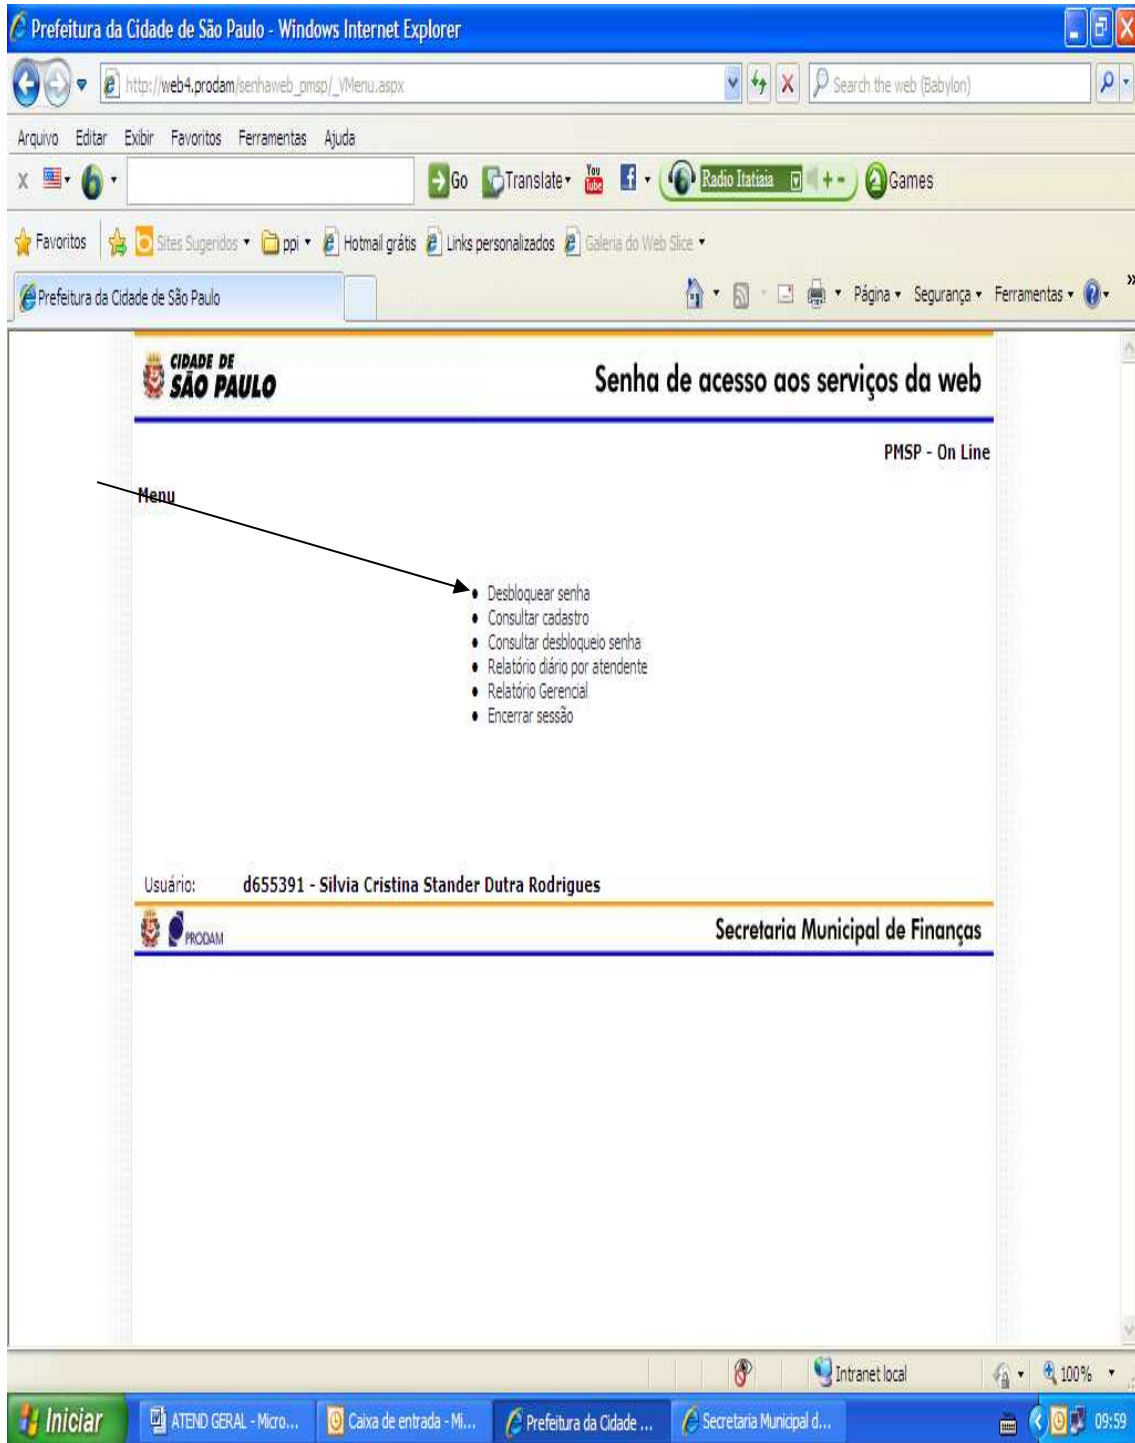 Prefeitura da Cidade de São Paulo - Windows Internet Explorer
http://web4.prodam/senhaweb_pmsp/_VMenu.aspx
Search the web (Babylon)
Arquivo Editar Exibir Favoritos Ferramentas Ajuda
X Go Translate You Tube f Radio Itatiaia + - Games
Favoritos Sites Sugeridos ppi Hotmail grátis Links personalizados Galeria do Web Slice
Prefeitura da Cidade de São Paulo Página Segurança Ferramentas
CIDADE DE
SÃO PAULO
Senha de acesso aos serviços da web
PMSP - On Line
Menu
• Desbloquear senha
• Consultar cadastro
• Consultar desbloqueio senha
• Relatório diário por atendente
• Relatório Gerencial
• Encerrar sessão
Usuário: d655391 - Silvia Cristina Stander Dutra Rodrigues
PRODAM Secretaria Municipal de Finanças
Intranet local 100%
Iniciar ATEND GERAL - Micro... Caixa de entrada - Mi... Prefeitura da Cidade ... Secretaria Municipal d... 09:59